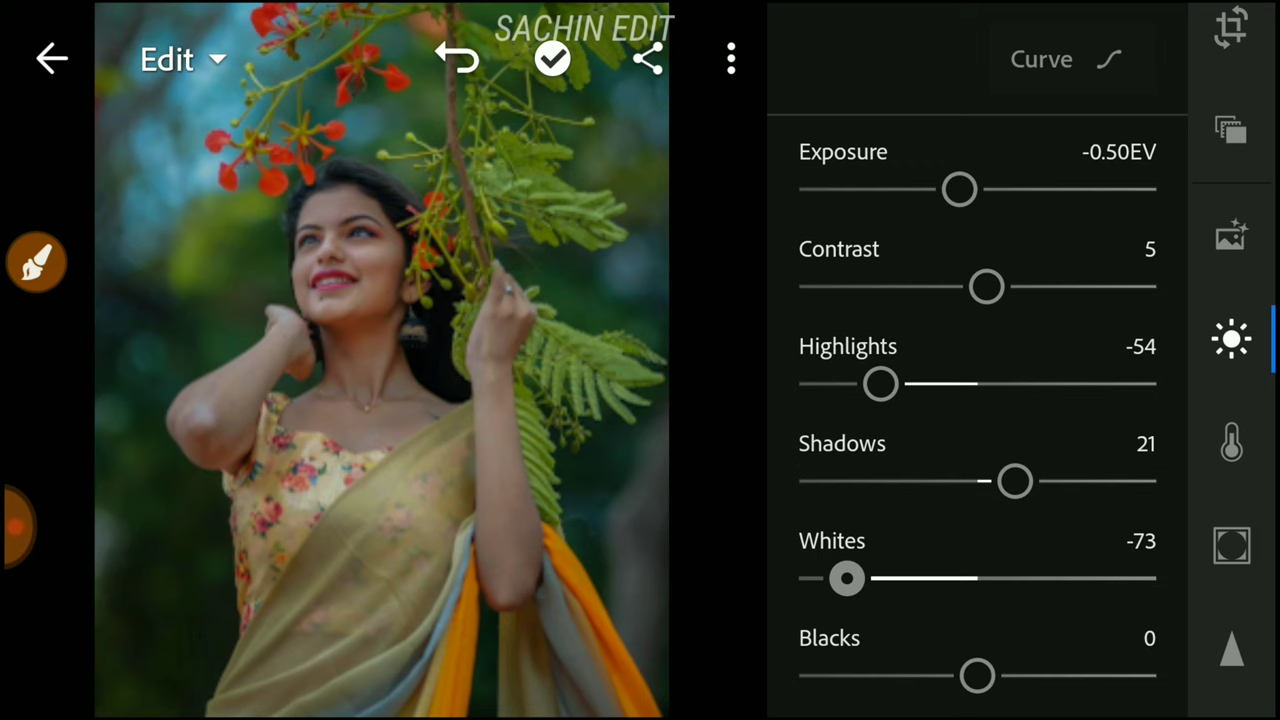 SACHIN EDIT
Edit
Curve
Exposure -0.50EV
Contrast 5
Highlights -54
Shadows 21
Whites -73
Blacks 0